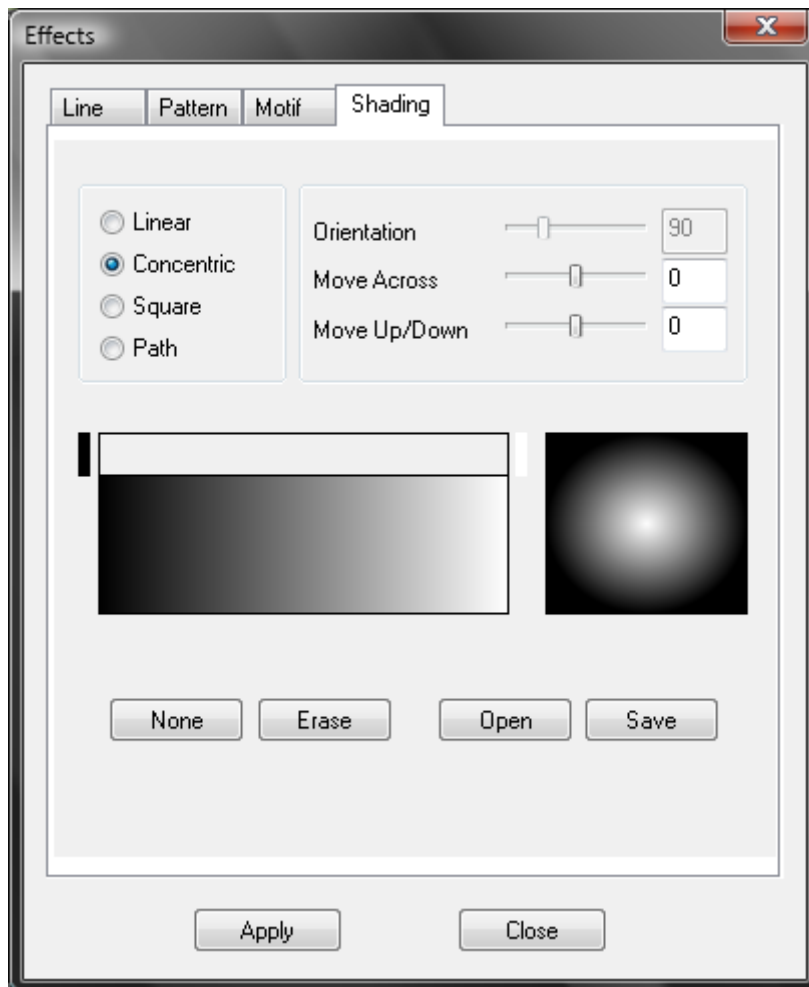 Effects
Line Pattern Motif Shading
Linear
Concentric
Square
Path
Orientation 90
Move Across 0
Move Up/Down 0
None Erase Open Save
Apply Close